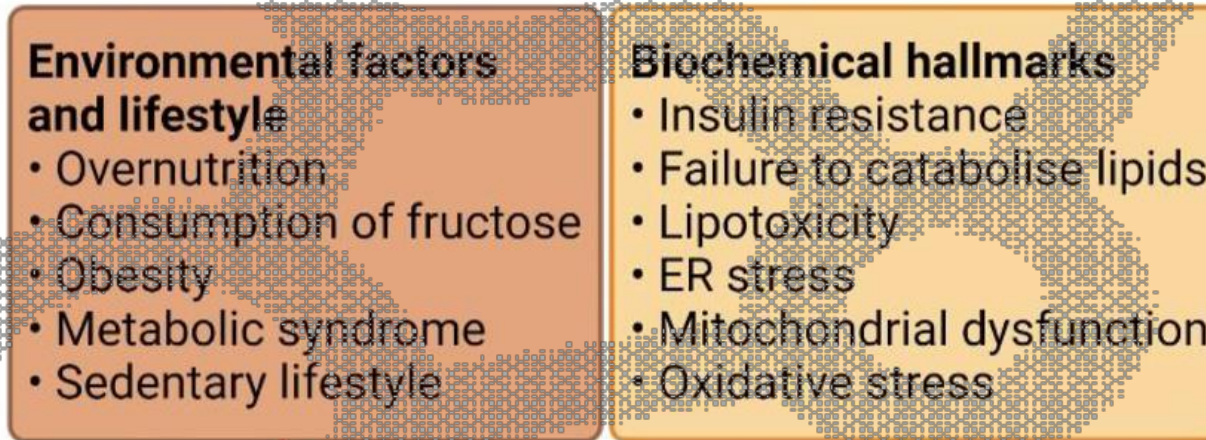 Environmental factors
and lifestyle
• Overnutrition
• Consumption of fructose
• Obesity
• Metabolic syndrome
• Sedentary lifestyle
Biochemical hallmarks
• Insulin resistance
• Failure to catabolise lipids
• Lipotoxicity
• ER stress
• Mitochondrial dysfunction
• Oxidative stress